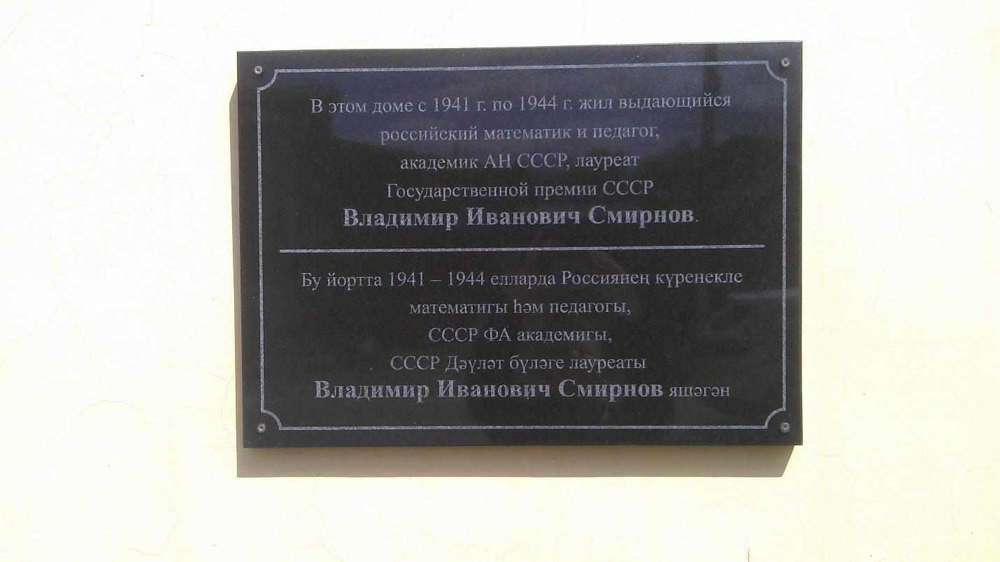 В этом доме с 1941 г. по 1944 г. жил выдающийся
российский математик и педагог,
академик АН СССР, лауреат
Государственной премии СССР
Владимир Иванович Смирнов.
Бу йортта 1941 – 1944 елларда Россиянең күренекле
математигы һәм педагогы,
СССР ФА академигы,
СССР Дәүләт бүләге лауреаты
Владимир Иванович Смирнов яшәгән